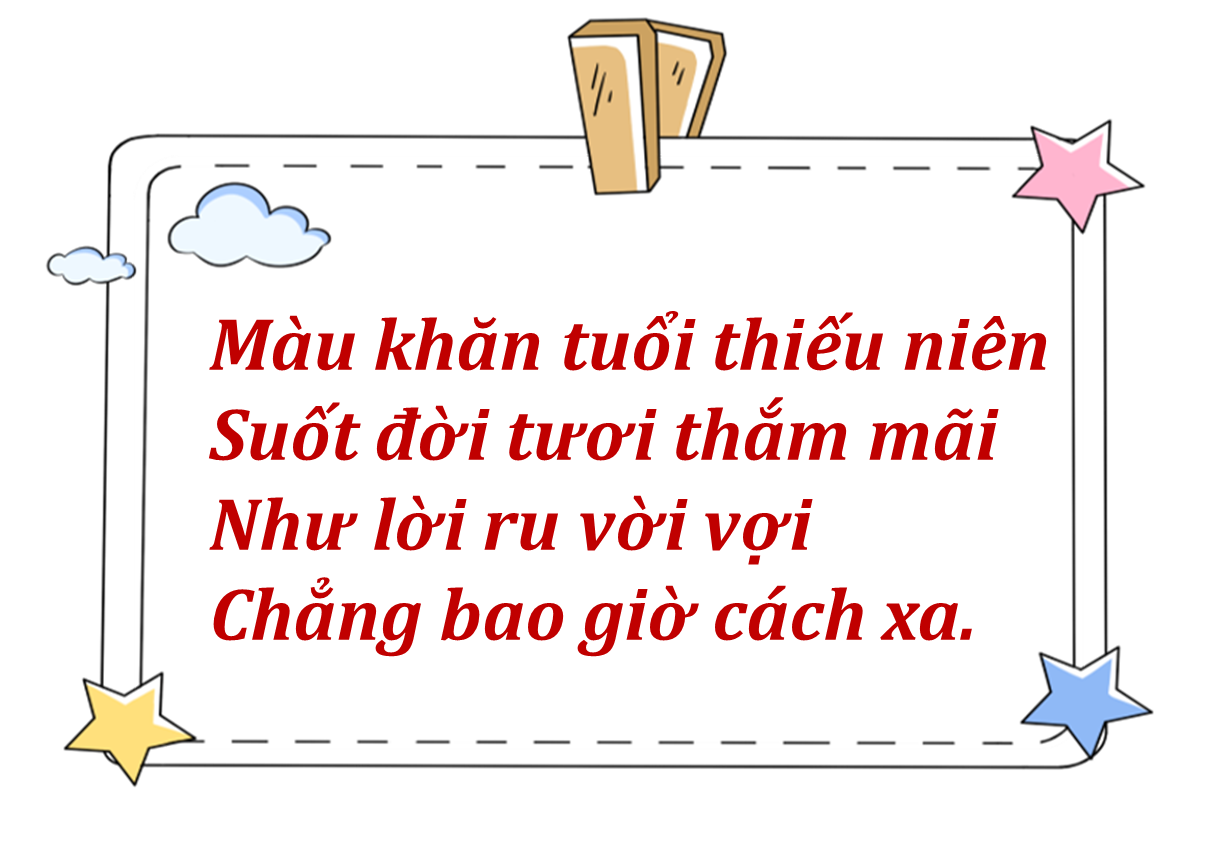 Màu khăn tuổi thiếu niên
Suốt đời tươi thắm mãi
Như lời ru vời vợi
Chẳng bao giờ cách xa.